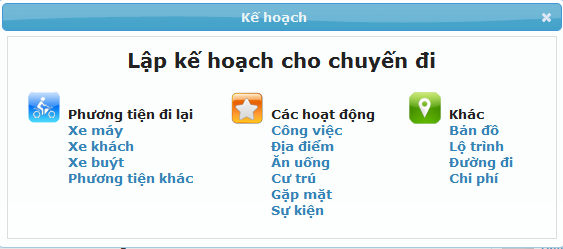 Kế hoạch
Lập kế hoạch cho chuyến đi
Phương tiện đi lại
Xe máy
Xe khách
Xe buýt
Phương tiện khác
Các hoạt động
Công việc
Địa điểm
Ăn uống
Cư trú
Gặp mặt
Sự kiện
Khác
Bản đồ
Lộ trình
Đường đi
Chi phí